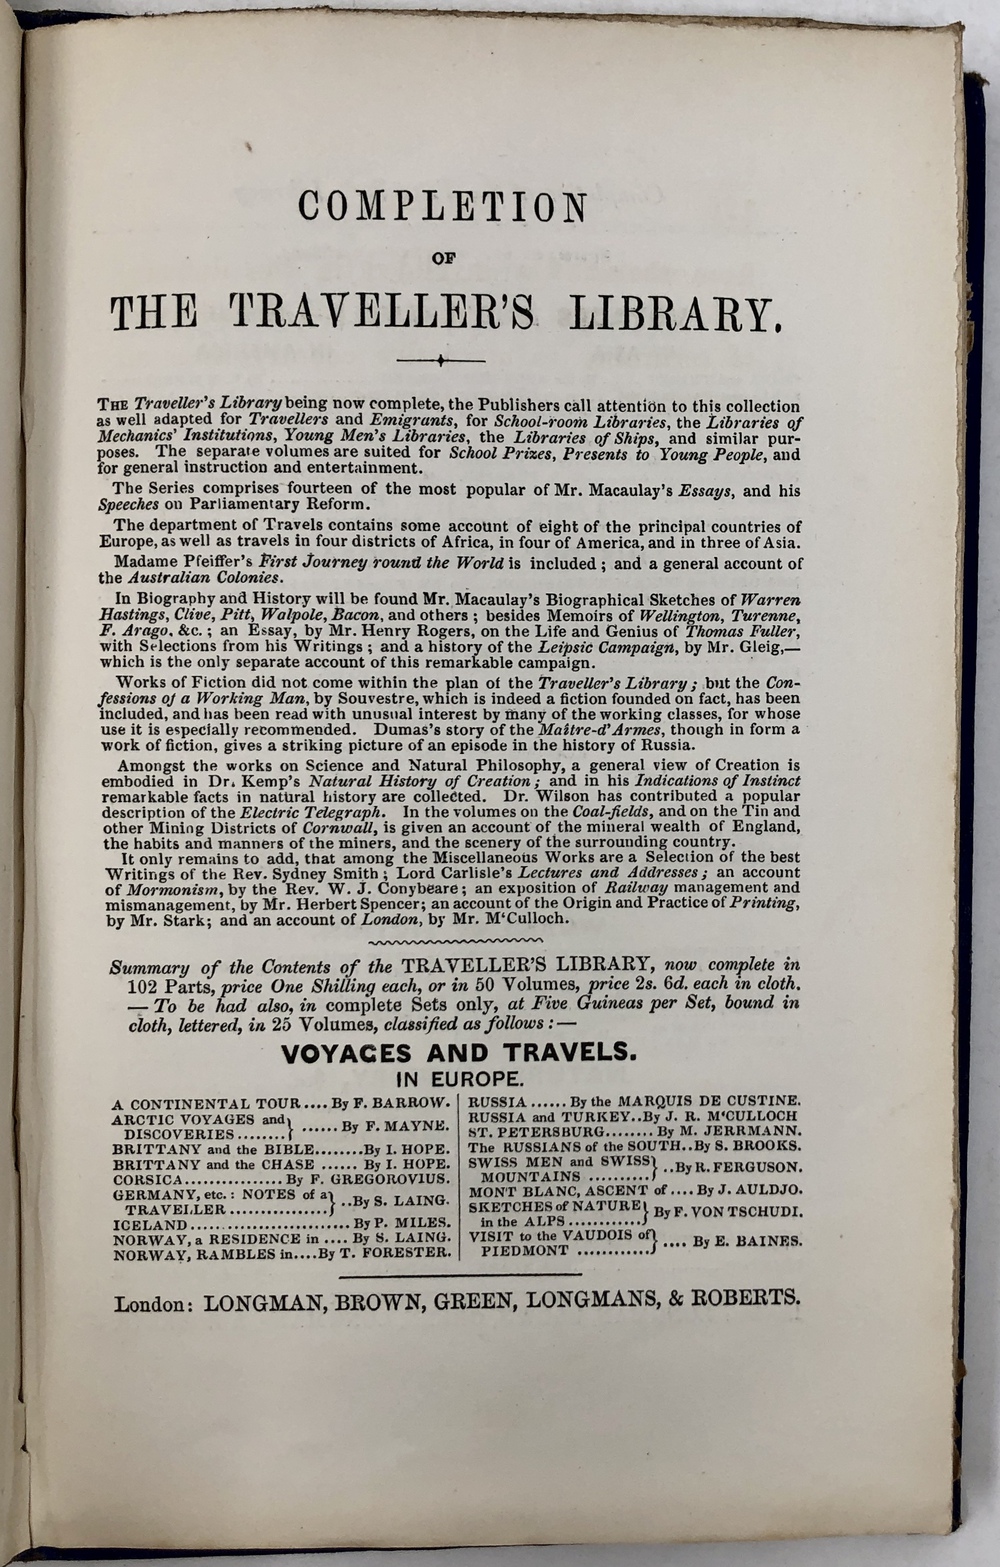 COMPLETION
OF
THE TRAVELLER'S LIBRARY.
THE Traveller's Library being now complete, the Publishers call attention to this collection
as well adapted for Travellers and Emigrants, for School-room Libraries, the Libraries of
Mechanics' Institutions, Young Men's Libraries, the Libraries of Ships, and similar pur-
poses. The separate volumes are suited for School Prizes, Presents to Young People, and
for general instruction and entertainment.
The Series comprises fourteen of the most popular of Mr. Macaulay's Essays, and his
Speeches on Parliamentary Reform.
The department of Travels contains some account of eight of the principal countries of
Europe, as well as travels in four districts of Africa, in four of America, and in three of Asia.
Madame Pfeiffer's First Journey round the World is included; and a general account of
the Australian Colonies.
In Biography and History will be found Mr. Macaulay's Biographical Sketches of Warren
Hastings, Clive, Pitt, Walpole, Bacon, and others; besides Memoirs of Wellington, Turenne,
F. Arago, &c.; an Essay, by Mr. Henry Rogers, on the Life and Genius of Thomas Fuller,
with Selections from his Writings; and a history of the Leipsic Campaign, by Mr. Gleig,—
which is the only separate account of this remarkable campaign.
Works of Fiction did not come within the plan of the Traveller's Library; but the Con-
fessions of a Working Man, by Souvestre, which is indeed a fiction founded on fact, has been
included, and has been read with unusual interest by many of the working classes, for whose
use it is especially recommended. Dumas's story of the Maître-d'Armes, though in form a
work of fiction, gives a striking picture of an episode in the history of Russia.
Amongst the works on Science and Natural Philosophy, a general view of Creation is
embodied in Dr. Kemp's Natural History of Creation; and in his Indications of Instinct
remarkable facts in natural history are collected. Dr. Wilson has contributed a popular
description of the Electric Telegraph. In the volumes on the Coal-fields, and on the Tin and
other Mining Districts of Cornwall, is given an account of the mineral wealth of England,
the habits and manners of the miners, and the scenery of the surrounding country.
It only remains to add, that among the Miscellaneous Works are a Selection of the best
Writings of the Rev. Sydney Smith; Lord Carlisle's Lectures and Addresses; an account
of Mormonism, by the Rev. W. J. Conybeare; an exposition of Railway management and
mismanagement, by Mr. Herbert Spencer; an account of the Origin and Practice of Printing,
by Mr. Stark; and an account of London, by Mr. M'Culloch.
Summary of the Contents of the TRAVELLER'S LIBRARY, now complete in
102 Parts, price One Shilling each, or in 50 Volumes, price 2s. 6d. each in cloth.
— To be had also, in complete Sets only, at Five Guineas per Set, bound in
cloth, lettered, in 25 Volumes, classified as follows:—
VOYAGES AND TRAVELS.
IN EUROPE.
A CONTINENTAL TOUR.... By F. BARROW.
ARCTIC VOYAGES and
DISCOVERIES........ ...... By F. MAYNE.
BRITTANY and the BIBLE........By I. HOPE.
BRITTANY and the CHASE ...... By I. HOPE.
CORSICA................ By F. GREGOROVIUS.
GERMANY, etc.: NOTES of a
TRAVELLER ................ ..By S. LAING.
ICELAND........................... By P. MILES.
NORWAY, a RESIDENCE in .... By S. LAING.
NORWAY, RAMBLES in....By T. FORESTER.
RUSSIA...... By the MARQUIS DE CUSTINE.
RUSSIA and TURKEY..By J. R. M'CULLOCH
ST. PETERSBURG........ By M. JERRMANN.
The RUSSIANS of the SOUTH..By S. BROOKS.
SWISS MEN and SWISS
MOUNTAINS .......... ..By R. FERGUSON.
MONT BLANC, ASCENT of .... By J. AULDJO.
SKETCHES of NATURE
in the ALPS ............ By F. VON TSCHUDI.
VISIT to the VAUDOIS of
PIEDMONT ............ .... By E. BAINES.
London: LONGMAN, BROWN, GREEN, LONGMANS, & ROBERTS.